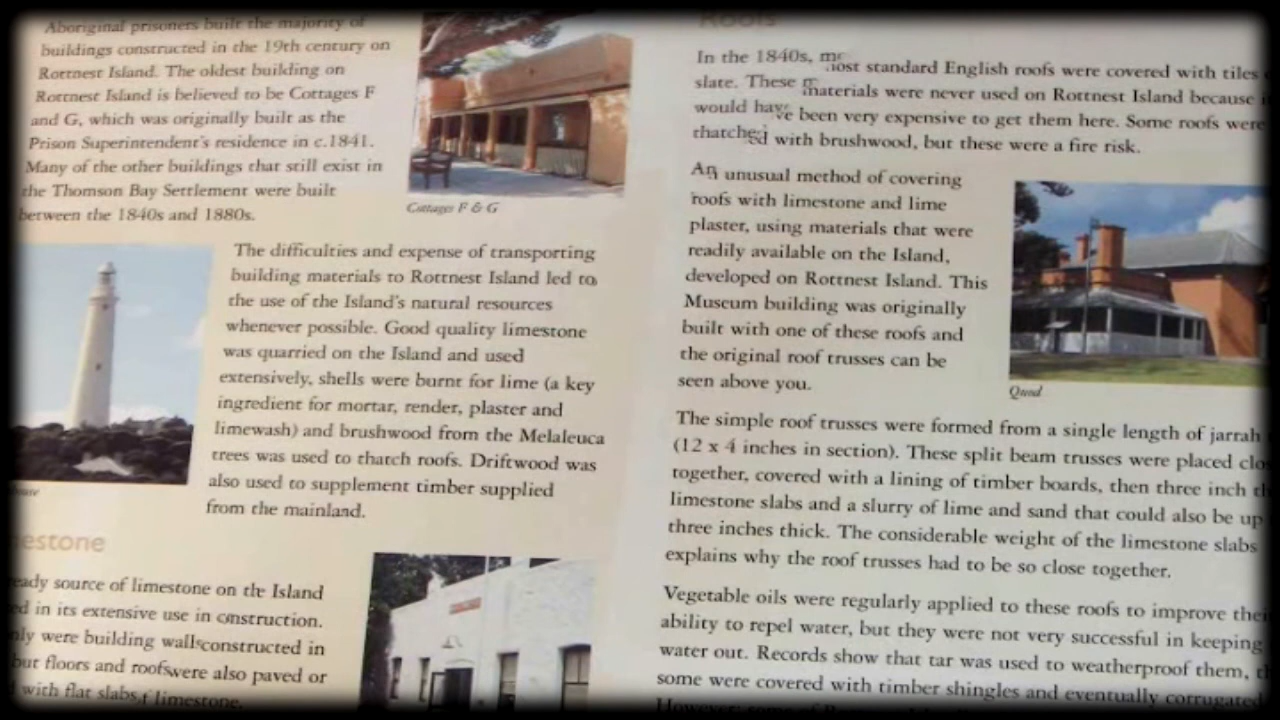 Aboriginal prisoners built the majority of
buildings constructed in the 19th century on
Rottnest Island. The oldest building on
Rottnest Island is believed to be Cottages F
and G, which was originally built as the
Prison Superintendent's residence in c.1841.
Many of the other buildings that still exist in
the Thomson Bay Settlement were built
between the 1840s and 1880s.
Cottages F & G
The difficulties and expense of transporting
building materials to Rottnest Island led to
the use of the Island's natural resources
whenever possible. Good quality limestone
was quarried on the Island and used
extensively, shells were burnt for lime (a key
ingredient for mortar, render, plaster and
limewash) and brushwood from the Melaleuca
trees was used to thatch roofs. Driftwood was
also used to supplement timber supplied
from the mainland.
estone
eady source of limestone on the Island
ed in its extensive use in construction.
nly were building walls constructed in
but floors and roofs were also paved or
with flat slabs f limestone.
Roofs
In the 1840s, most standard English roofs were covered with tiles
slate. These materials were never used on Rottnest Island because
would have been very expensive to get them here. Some roofs were
thatched with brushwood, but these were a fire risk.
An unusual method of covering
roofs with limestone and lime
plaster, using materials that were
readily available on the Island,
developed on Rottnest Island. This
Museum building was originally
built with one of these roofs and
the original roof trusses can be
seen above you.
Quod
The simple roof trusses were formed from a single length of jarrah
(12 x 4 inches in section). These split beam trusses were placed clo
together, covered with a lining of timber boards, then three inch th
limestone slabs and a slurry of lime and sand that could also be up
three inches thick. The considerable weight of the limestone slabs
explains why the roof trusses had to be so close together.
Vegetable oils were regularly applied to these roofs to improve thei
ability to repel water, but they were not very successful in keeping
water out. Records show that tar was used to weatherproof them, t
some were covered with timber shingles and eventually corrugated
However, some of